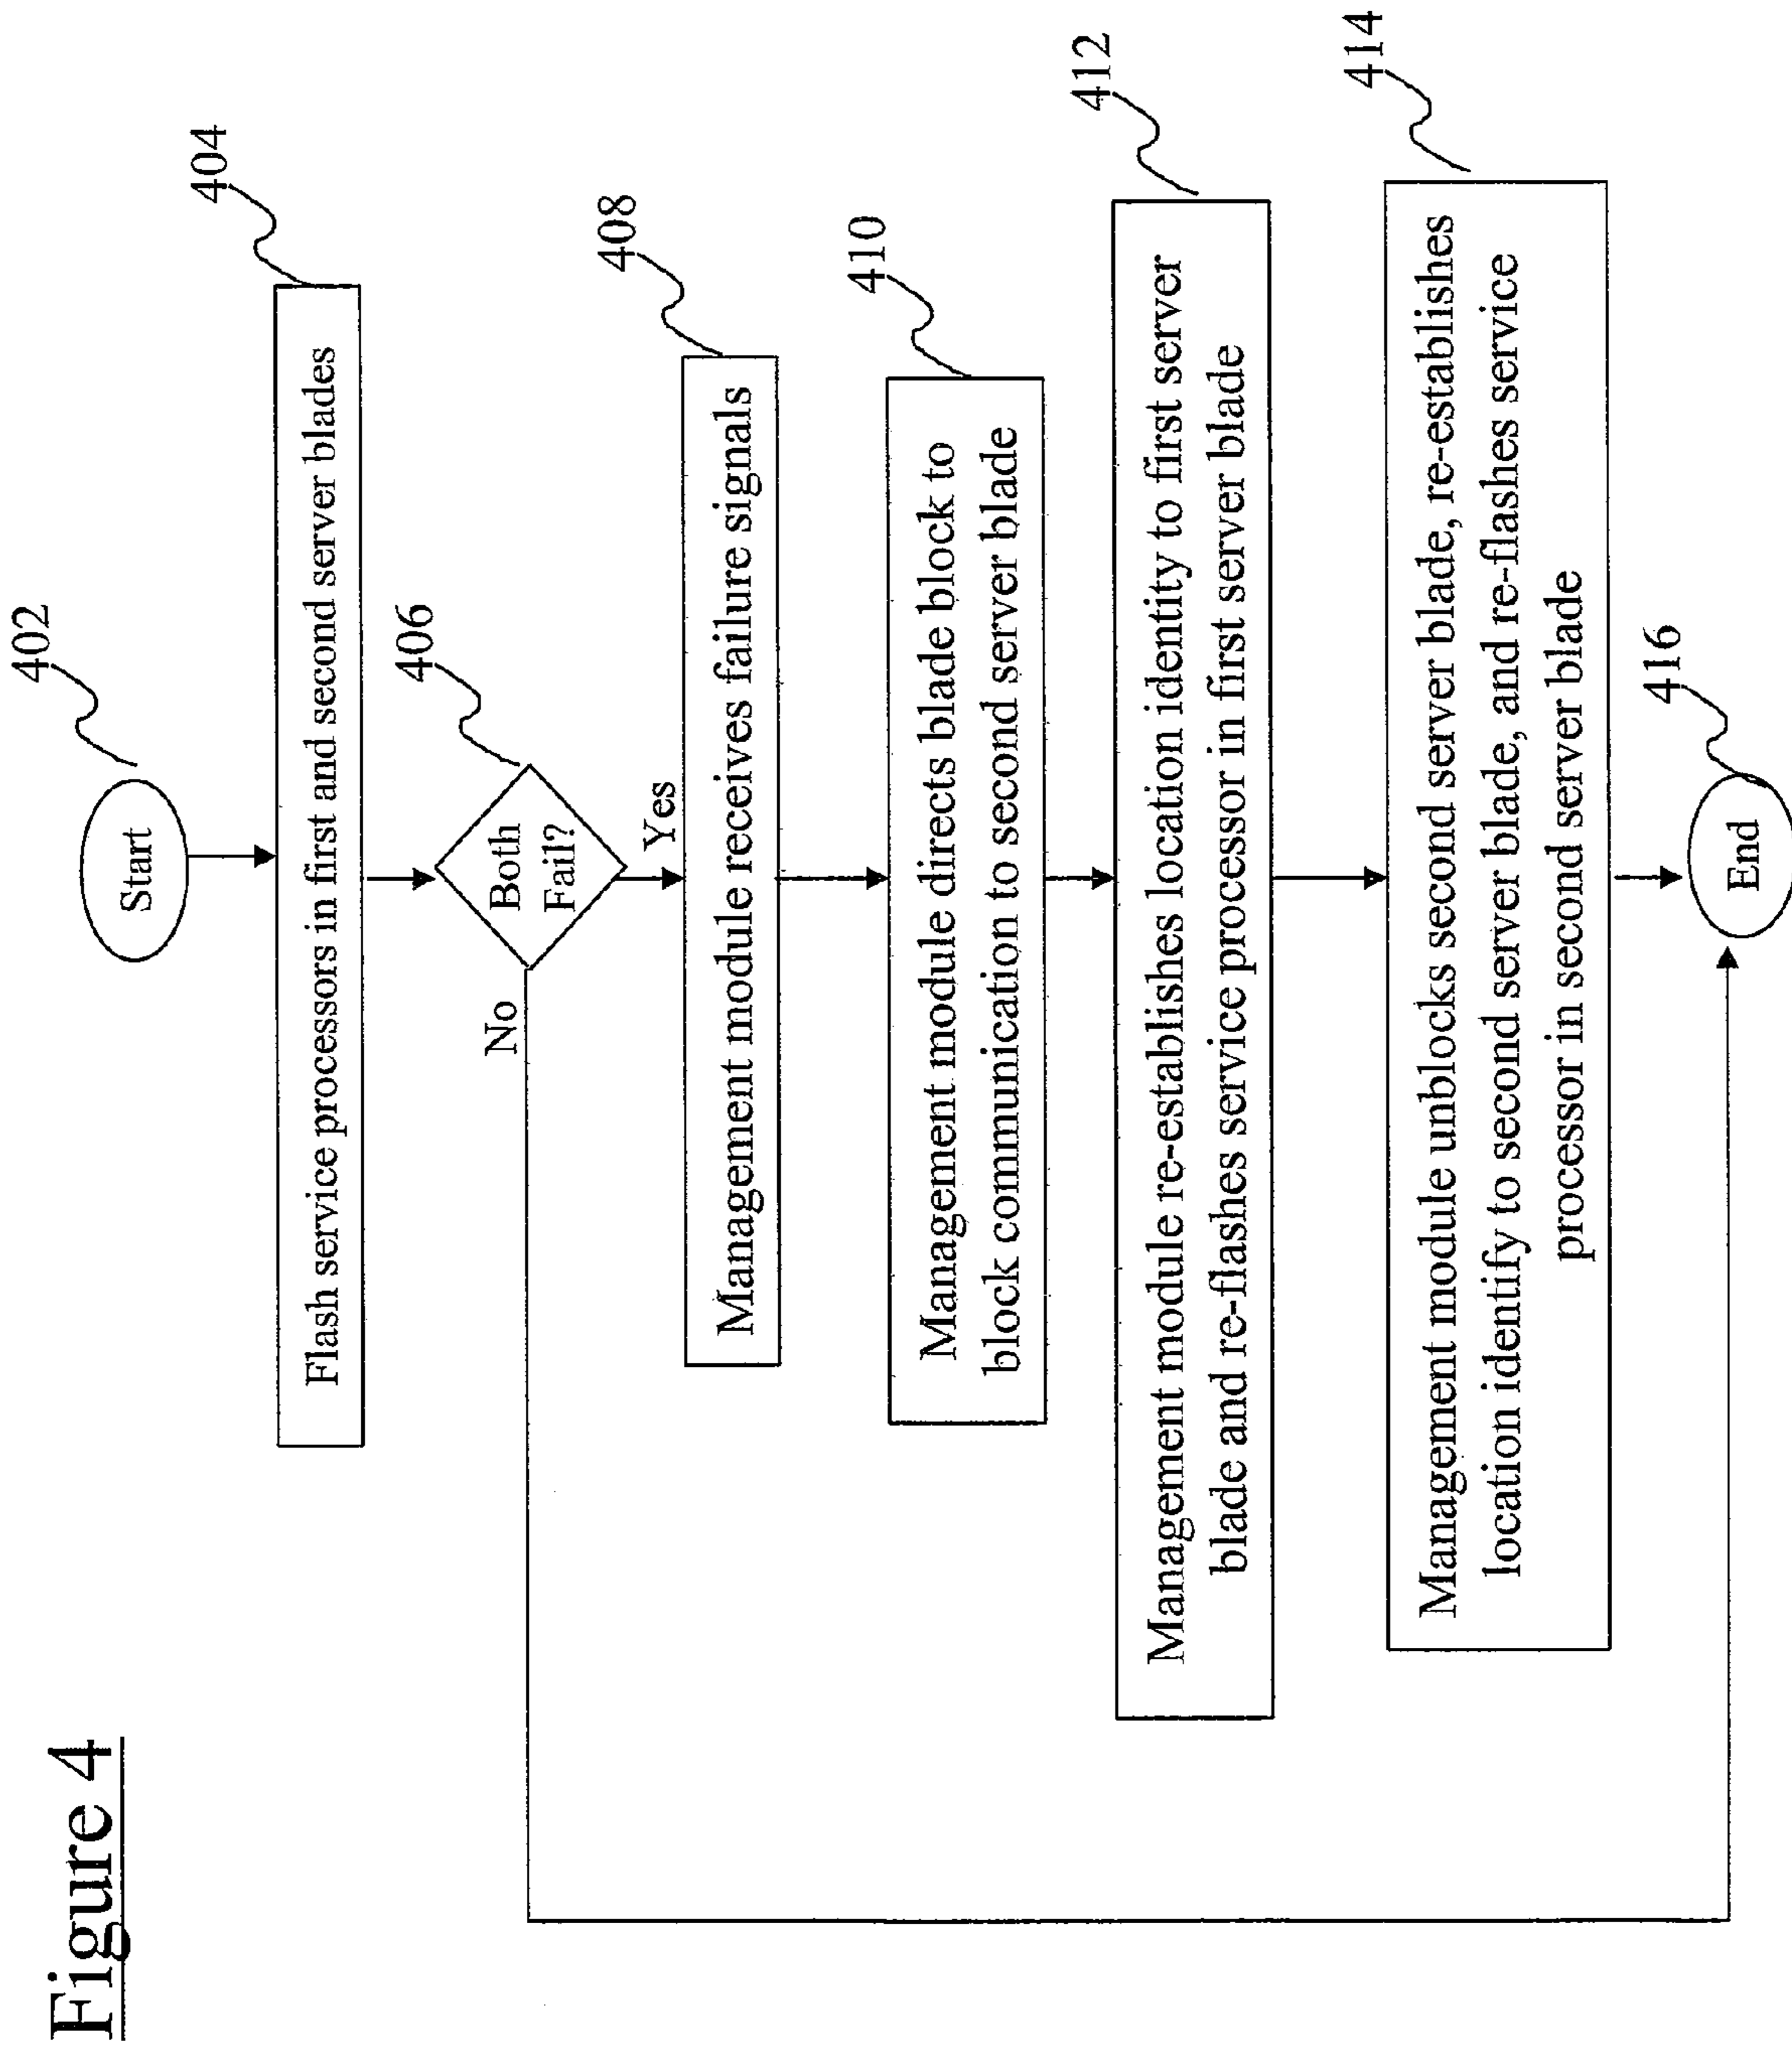 Figure 4
402
Start
404
Flash service processors in first and second server blades
406
Both
Fail?
No
Yes
408
Management module receives failure signals
410
Management module directs blade block to
block communication to second server blade
412
Management module re-establishes location identity to first server
blade and re-flashes service processor in first server blade
414
Management module unblocks second server blade, re-establishes
location identify to second server blade, and re-flashes service
processor in second server blade
416
End